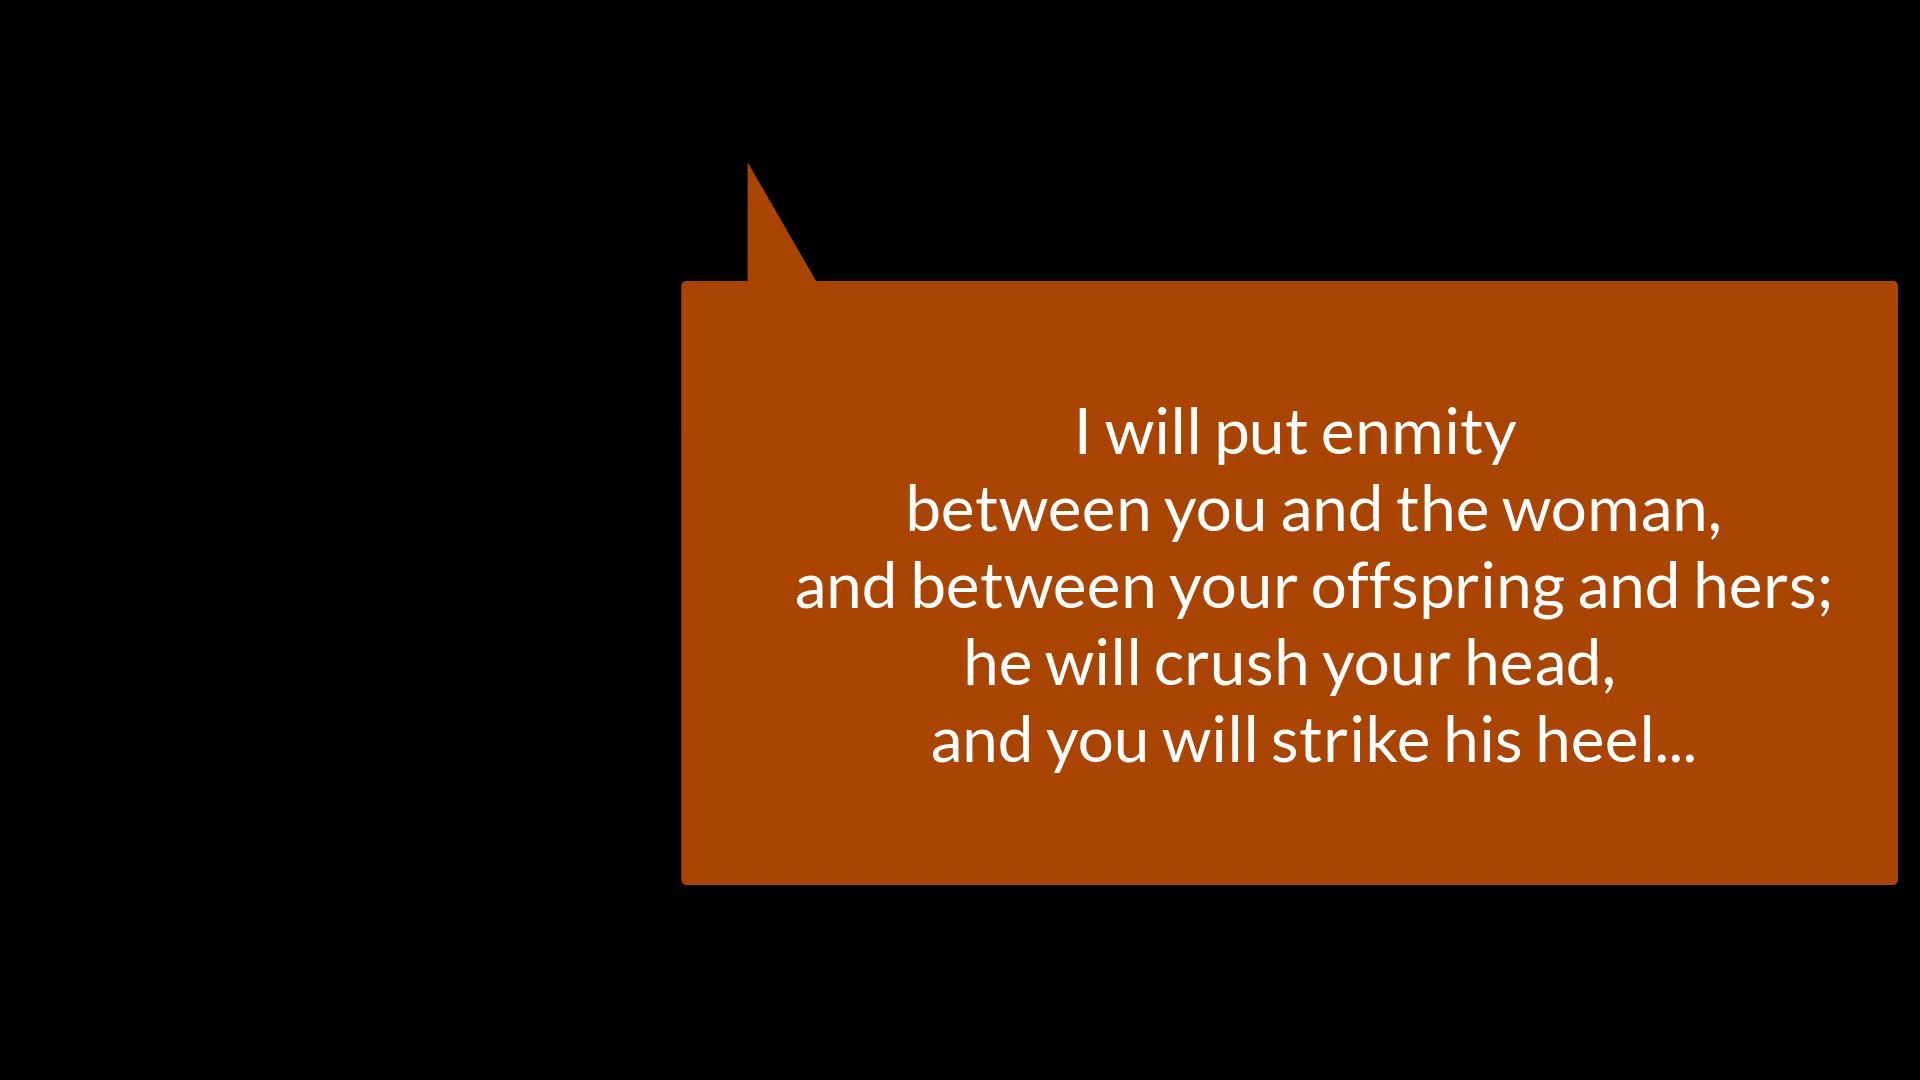 I will put enmity
between you and the woman,
and between your offspring and hers;
he will crush your head,
and you will strike his heel...